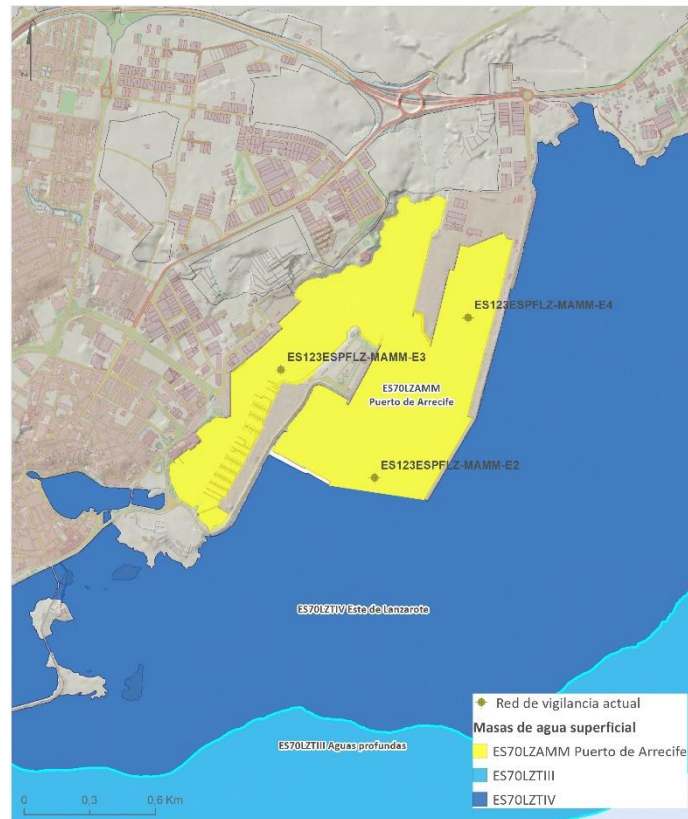 N
ES123ESPFLZ-MAMM-E4
ES123ESPFLZ-MAMM-E3
ES70LZAMM
Puerto de Arrecife
ES123ESPFLZ-MAMM-E2
ES70LZTIV Este de Lanzarote
ES70LZTIII Aguas profundas
Red de vigilancia actual
Masas de agua superficial
ES70LZAMM Puerto de Arrecife
ES70LZTIII
ES70LZTIV
0 0,3 0,6 Km